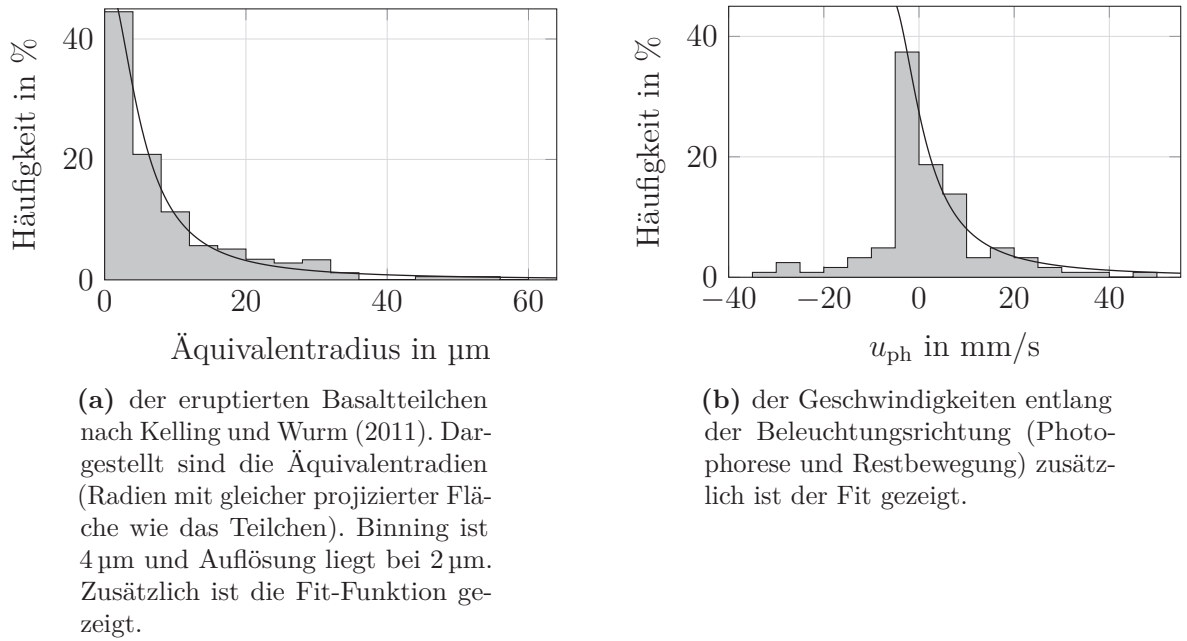 Häufigkeit in %
40
20
0
0 20 40 60
Äquivalentradius in µm
(a) der eruptierten Basaltteilchen
nach Kelling und Wurm (2011). Dar-
gestellt sind die Äquivalentradien
(Radien mit gleicher projizierter Flä-
che wie das Teilchen). Binning ist
4 µm und Auflösung liegt bei 2 µm.
Zusätzlich ist die Fit-Funktion ge-
zeigt.
Häufigkeit in %
40
20
0
−40 −20 0 20 40
u_ph in mm/s
(b) der Geschwindigkeiten entlang
der Beleuchtungsrichtung (Photo-
phorese und Restbewegung) zusätz-
lich ist der Fit gezeigt.